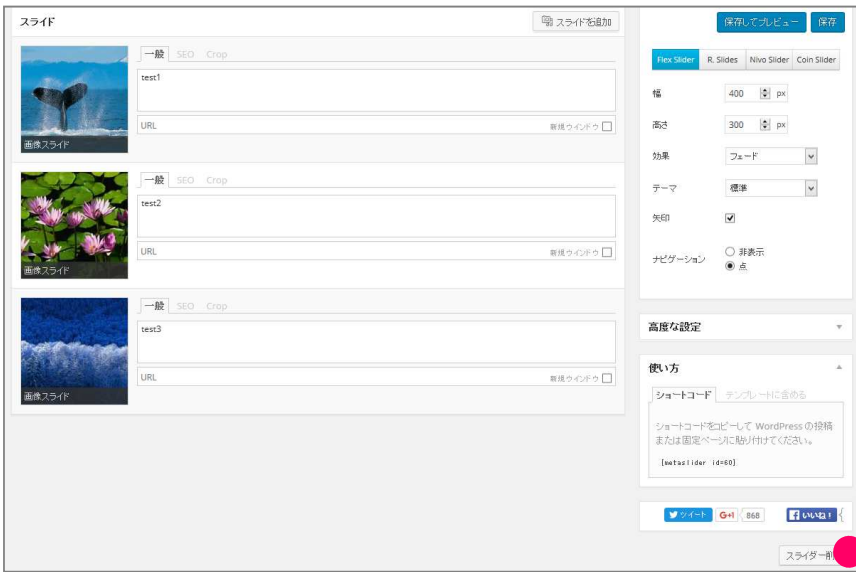 スライド
スライドを追加
一般 SEO Crop
test1
URL 新規ウインドウ
画像スライド
一般 SEO Crop
test2
URL 新規ウインドウ
画像スライド
一般 SEO Crop
test3
URL 新規ウインドウ
画像スライド
保存してプレビュー 保存
Flex Slider R. Slides Nivo Slider Coin Slider
幅 400 px
高さ 300 px
効果 フェード
テーマ 標準
矢印
ナビゲーション 非表示
点
高度な設定
使い方
ショートコード テンプレートに含める
ショートコードをコピーして WordPress の投稿
または固定ページに貼り付けてください。
[metaslider id=60]
ツイート G+1 868 いいね！
スライダー削